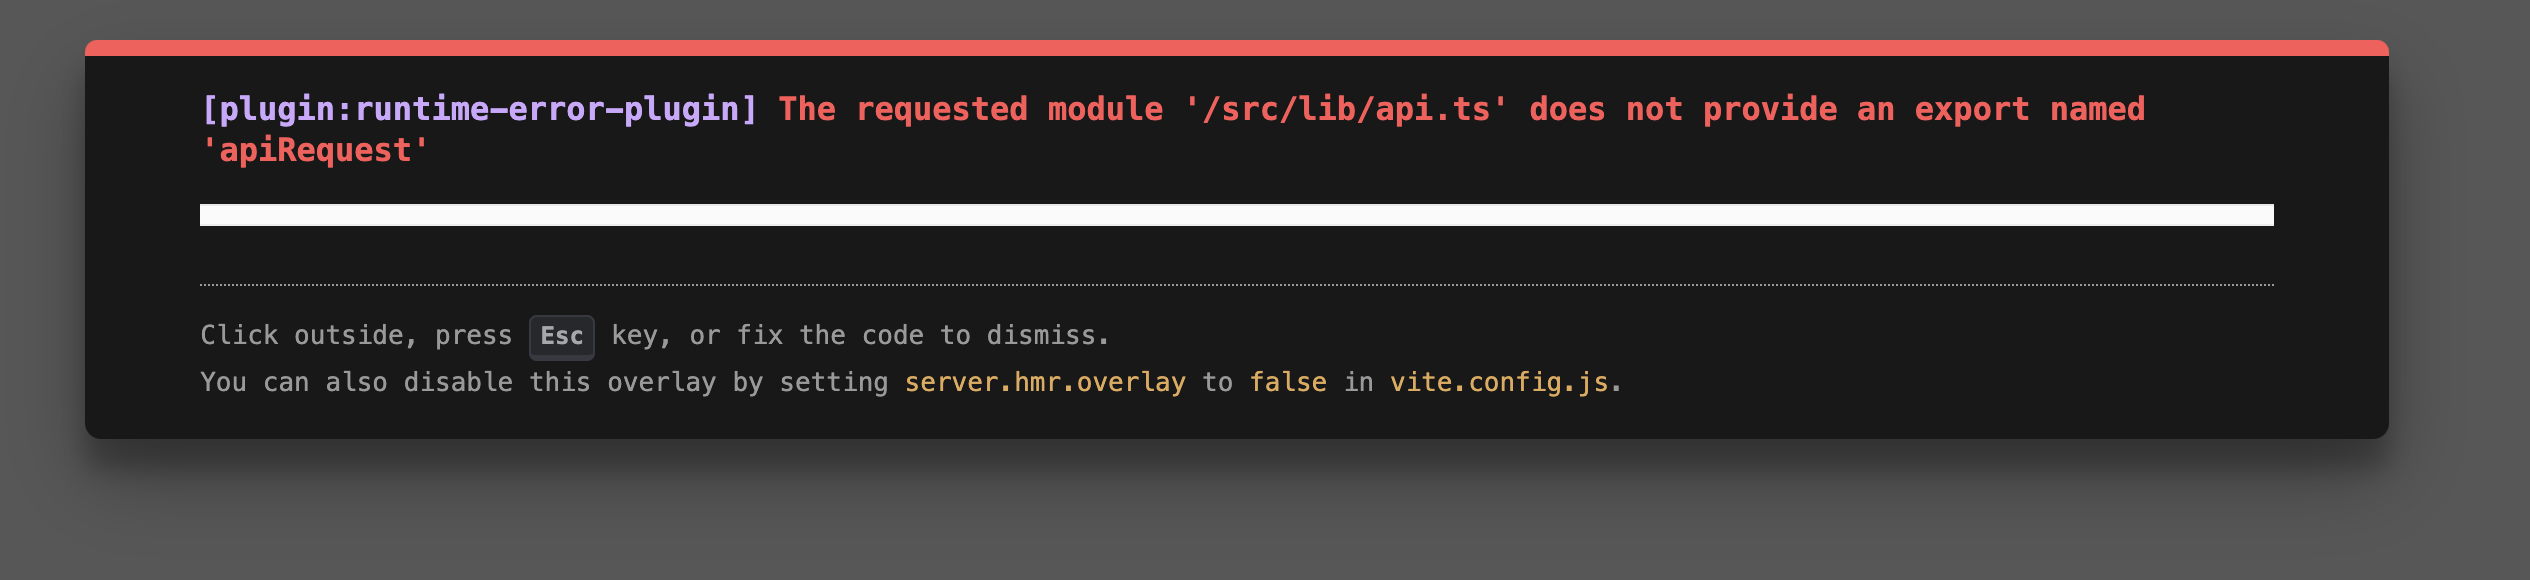 [plugin:runtime-error-plugin] The requested module '/src/lib/api.ts' does not provide an export named
'apiRequest'
Click outside, press Esc key, or fix the code to dismiss.
You can also disable this overlay by setting server.hmr.overlay to false in vite.config.js.